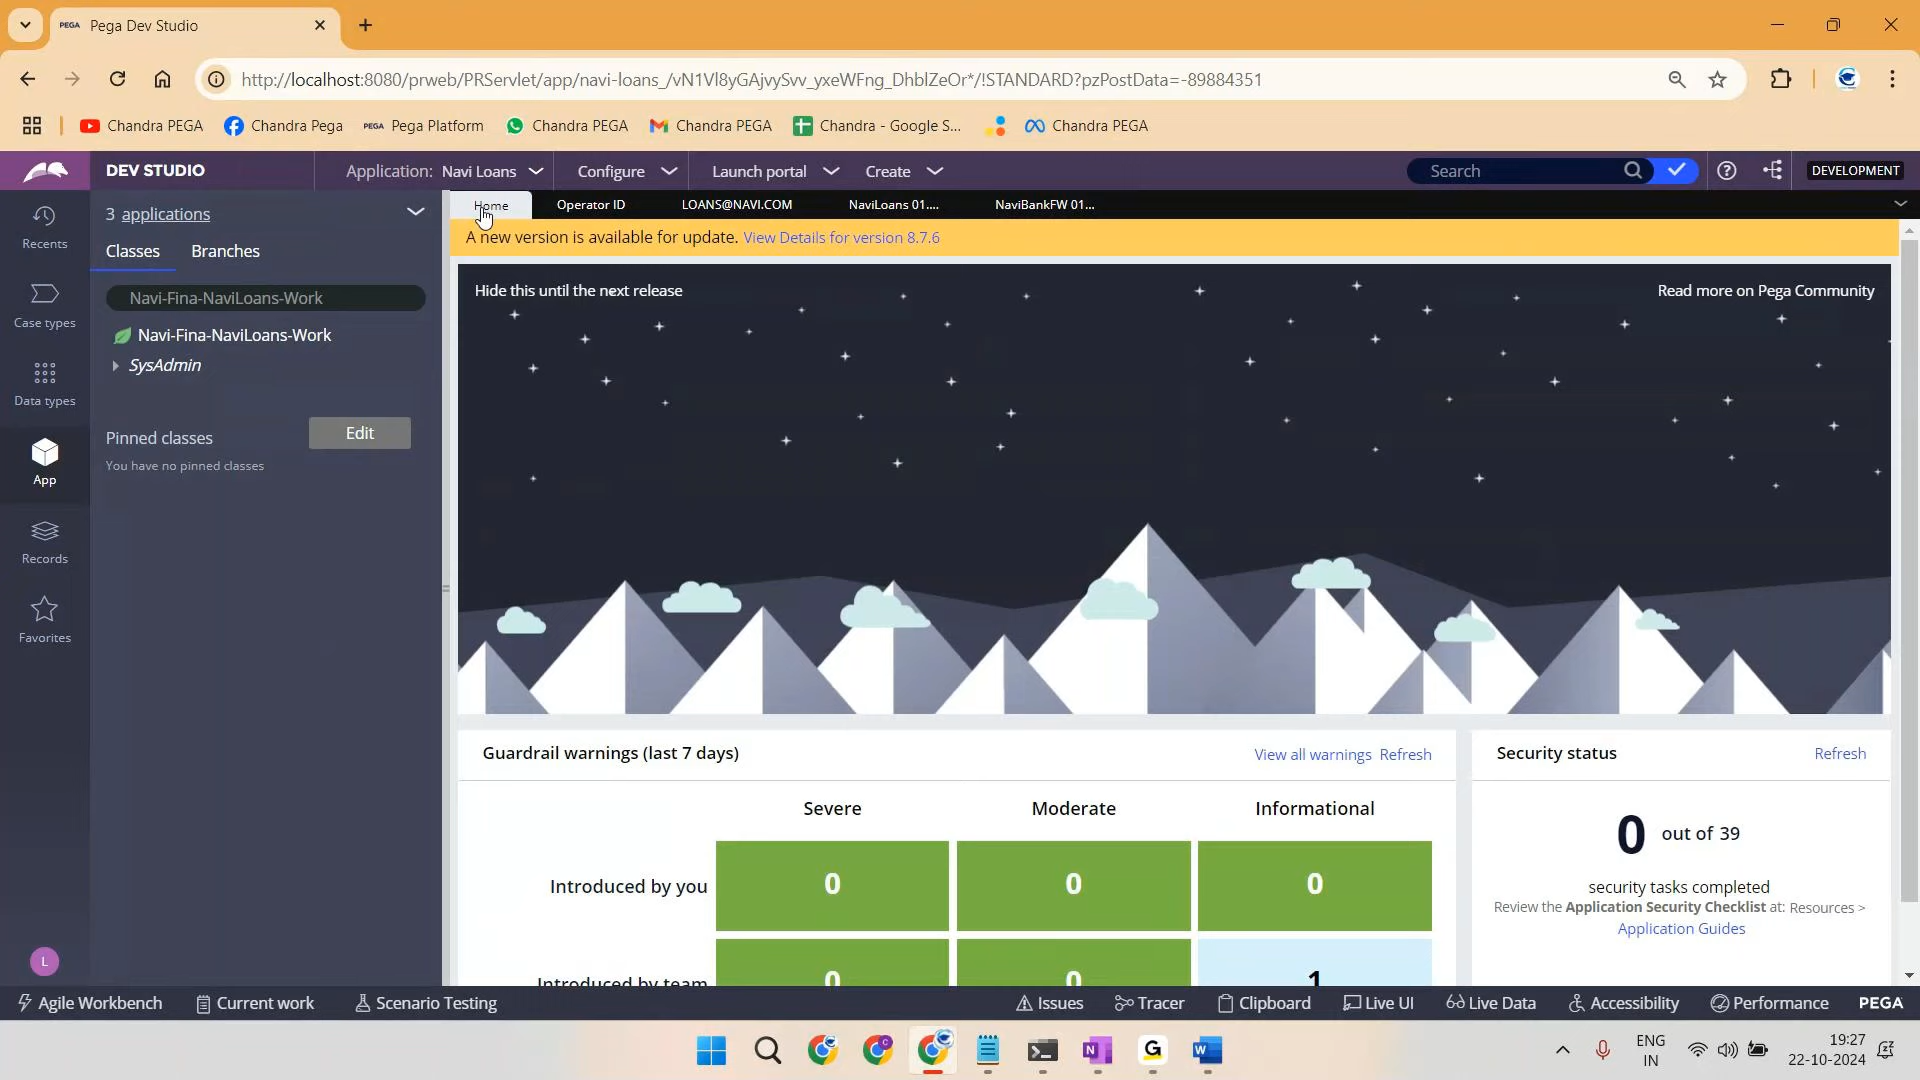 PEGA Pega Dev Studio
http://localhost:8080/prweb/PRServlet/app/navi-loans_/vN1Vl8yGAjvySvv_yxeWFng_DhblZeOr*/!STANDARD?pzPostData=-89884351
Chandra PEGA
Chandra Pega
PEGA Pega Platform
Chandra PEGA
Chandra PEGA
Chandra - Google S...
Chandra PEGA
DEV STUDIO
Application: Navi Loans
Configure
Launch portal
Create
Search
DEVELOPMENT
Recents
Case types
Data types
App
Records
Favorites
L
3 applications
Classes
Branches
Navi-Fina-NaviLoans-Work
Navi-Fina-NaviLoans-Work
SysAdmin
Pinned classes
Edit
You have no pinned classes
Home
Operator ID
LOANS@NAVI.COM
NaviLoans 01....
NaviBankFW 01...
A new version is available for update. View Details for version 8.7.6
Hide this until the next release
Read more on Pega Community
Guardrail warnings (last 7 days)
View all warnings Refresh
Severe Moderate Informational
Introduced by you 0 0 0
Introduced by team 0 0 1
Security status
Refresh
0 out of 39
security tasks completed
Review the Application Security Checklist at: Resources >
Application Guides
Agile Workbench
Current work
Scenario Testing
Issues
Tracer
Clipboard
Live UI
Live Data
Accessibility
Performance
PEGA
ENG
IN
19:27
22-10-2024